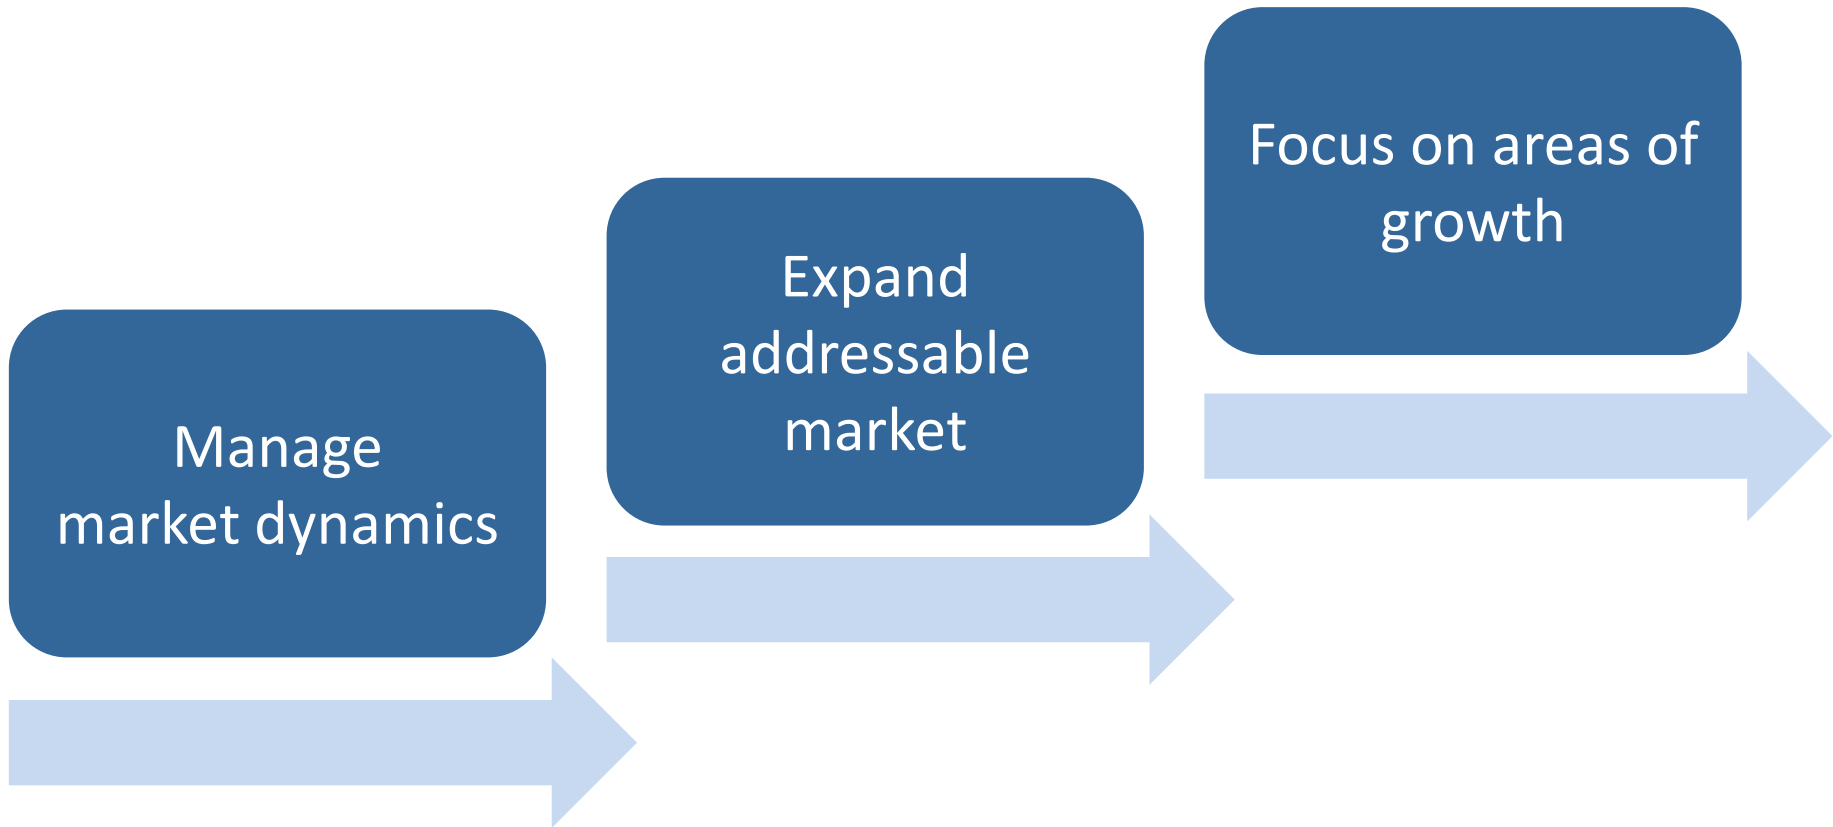 Manage
market dynamics
Expand
addressable
market
Focus on areas of
growth